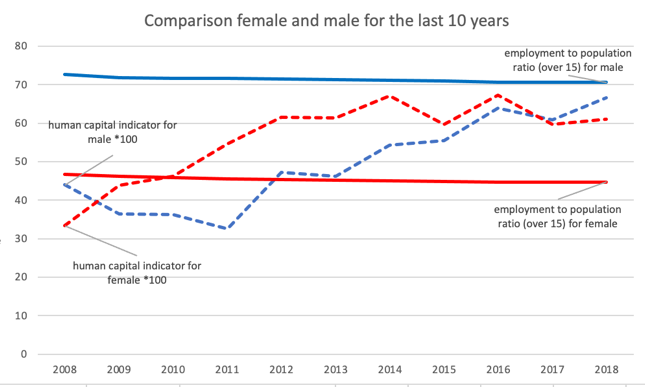 Comparison female and male for the last 10 years
80
employment to population
ratio (over 15) for male
70
60
human capital indicator for
male *100
50
40
employment to population
ratio (over 15) for female
30
human capital indicator for
female *100
20
10
0
2008 2009 2010 2011 2012 2013 2014 2015 2016 2017 2018